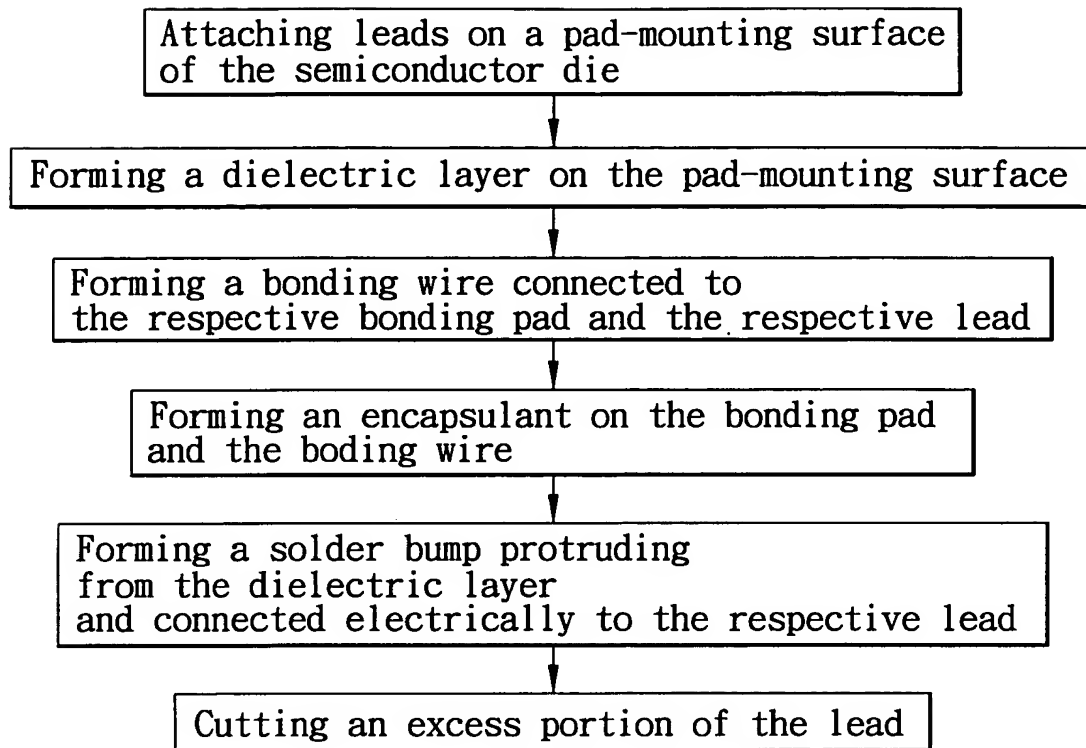 Attaching leads on a pad-mounting surface
of the semiconductor die
Forming a dielectric layer on the pad-mounting surface
Forming a bonding wire connected to
the respective bonding pad and the respective lead
Forming an encapsulant on the bonding pad
and the boding wire
Forming a solder bump protruding
from the dielectric layer
and connected electrically to the respective lead
Cutting an excess portion of the lead